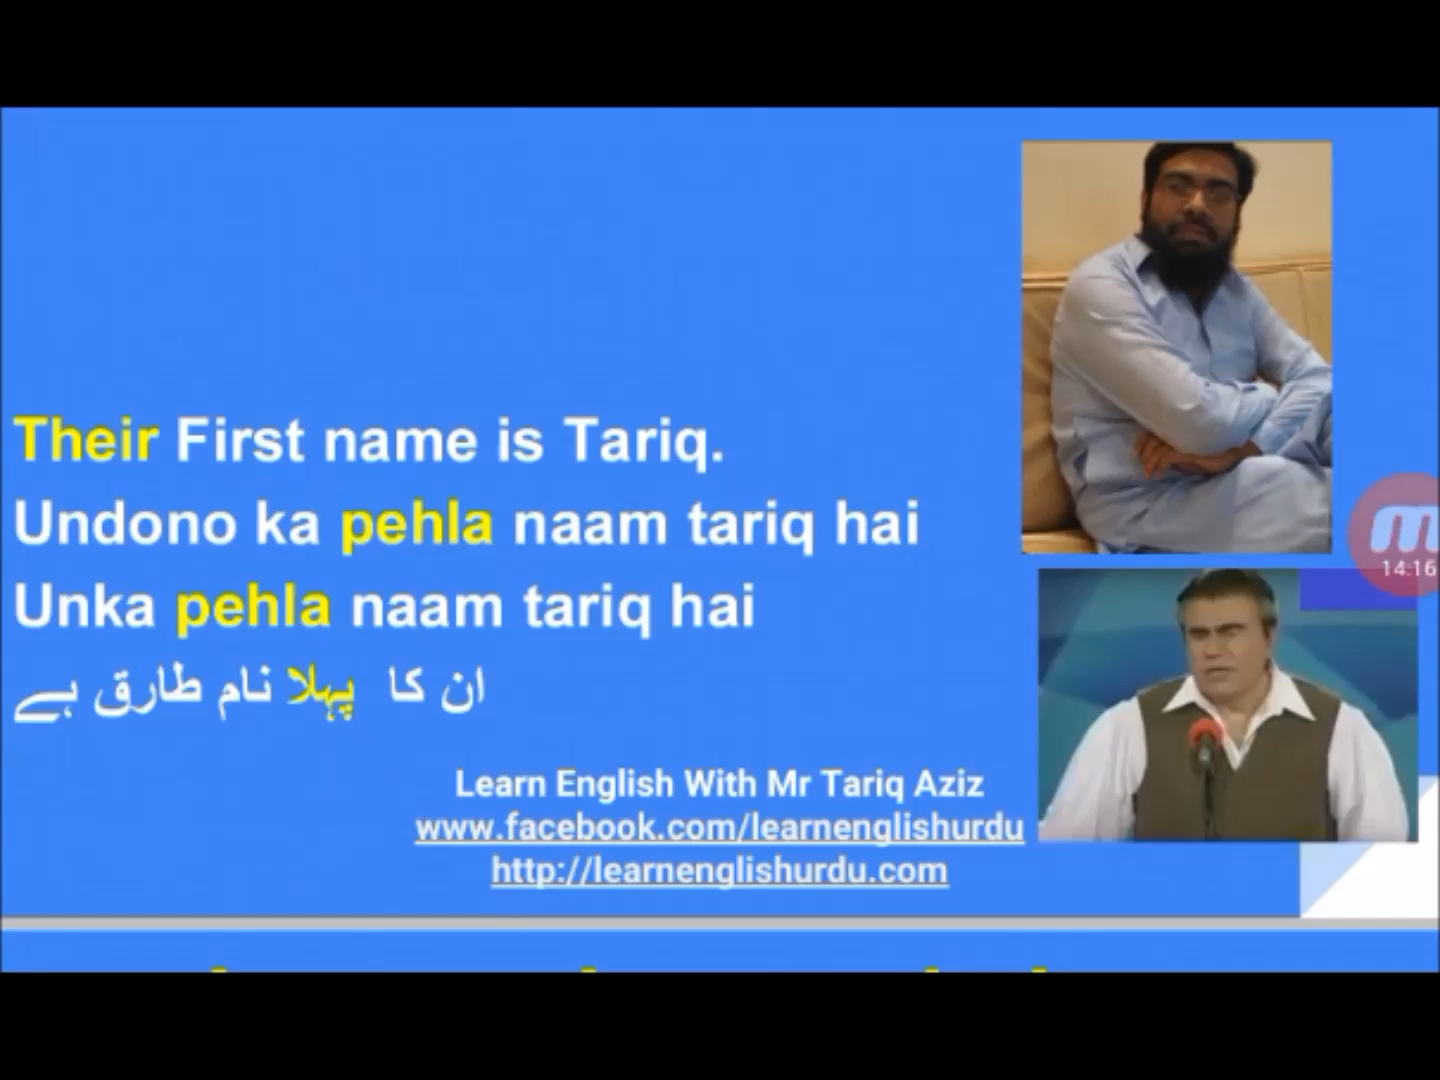 Their First name is Tariq.
Undono ka pehla naam tariq hai
Unka pehla naam tariq hai
ان کا پہلا نام طارق ہے
Learn English With Mr Tariq Aziz
www.facebook.com/learnenglishurdu
http://learnenglishurdu.com
m
14:16